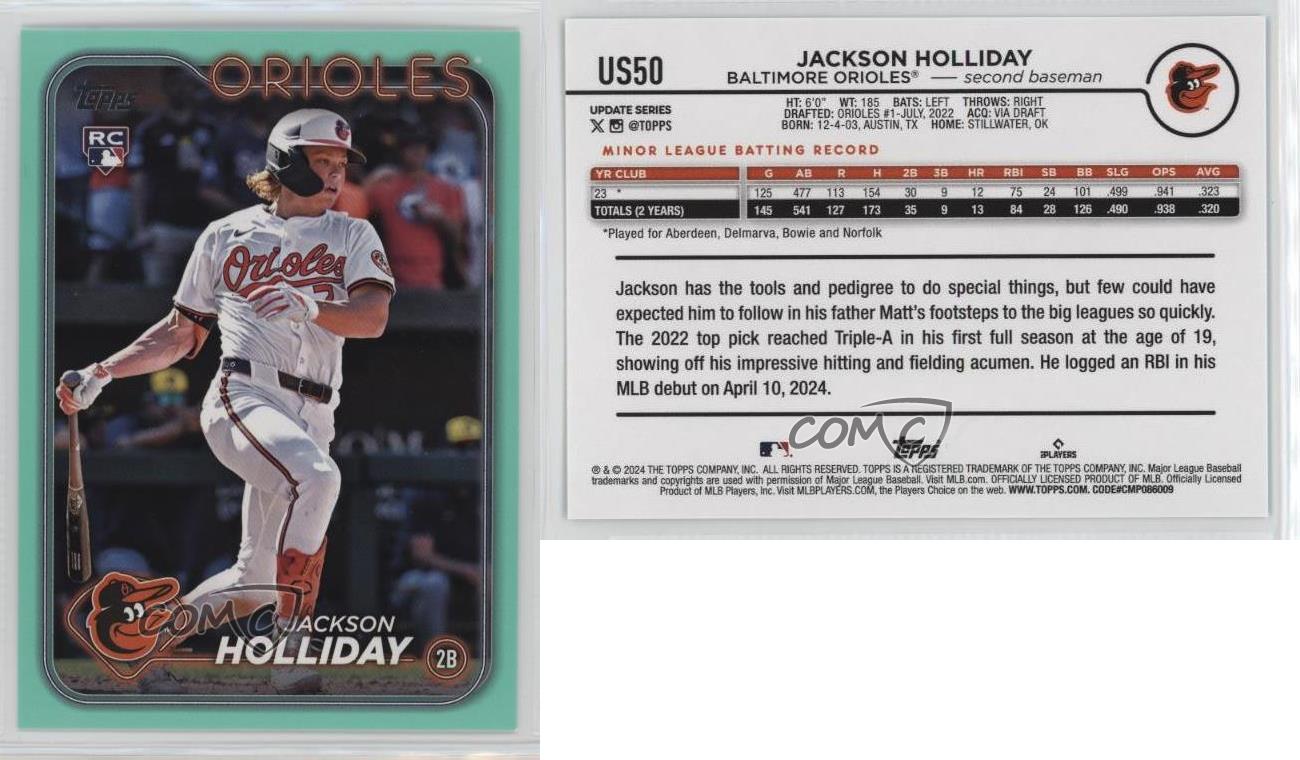 ORIOLES
Topps
RC
Orioles
7
COMC
JACKSON
HOLLIDAY
2B
US50
JACKSON HOLLIDAY
BALTIMORE ORIOLES® — second baseman
UPDATE SERIES
X @TOPPS
HT: 6'0" WT: 185 BATS: LEFT THROWS: RIGHT
DRAFTED: ORIOLES #1-JULY, 2022 ACQ: VIA DRAFT
BORN: 12-4-03, AUSTIN, TX HOME: STILLWATER, OK
MINOR LEAGUE BATTING RECORD
YR CLUB G AB R H 2B 3B HR RBI SB BB SLG OPS AVG
23 * 125 477 113 154 30 9 12 75 24 101 .499 .941 .323
TOTALS (2 YEARS) 145 541 127 173 35 9 13 84 28 126 .490 .938 .320
*Played for Aberdeen, Delmarva, Bowie and Norfolk
Jackson has the tools and pedigree to do special things, but few could have
expected him to follow in his father Matt's footsteps to the big leagues so quickly.
The 2022 top pick reached Triple-A in his first full season at the age of 19,
showing off his impressive hitting and fielding acumen. He logged an RBI in his
MLB debut on April 10, 2024.
COMC
Topps
PLAYERS
® & © 2024 THE TOPPS COMPANY, INC. ALL RIGHTS RESERVED. TOPPS IS A REGISTERED TRADEMARK OF THE TOPPS COMPANY, INC. Major League Baseball
trademarks and copyrights are used with permission of Major League Baseball. Visit MLB.com. OFFICIALLY LICENSED PRODUCT OF MLB. Officially Licensed
Product of MLB Players, Inc. Visit MLBPLAYERS.COM, the Players Choice on the web. WWW.TOPPS.COM. CODE#CMP086009